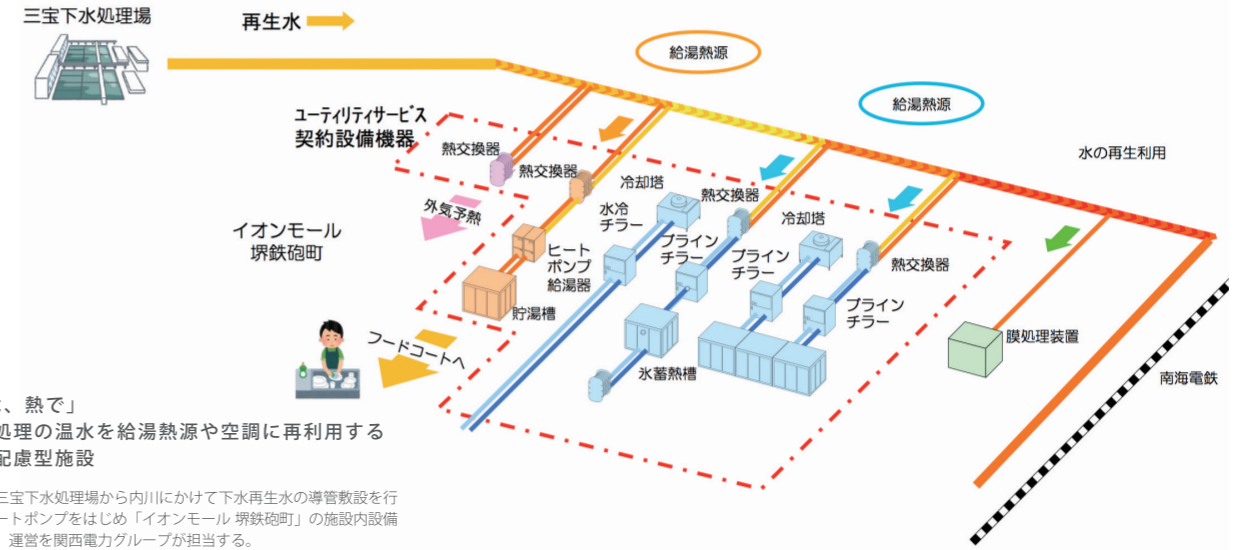 三宝下水処理場
再生水
給湯熱源
給湯熱源
ユーティリティサービス
契約設備機器
熱交換器
熱交換器
冷却塔
熱交換器
冷却塔
水の再生利用
外気予熱
水冷
チラー
ブライン
チラー
ブライン
チラー
熱交換器
イオンモール
堺鉄砲町
ヒート
ポンプ
給湯器
ブライン
チラー
貯湯槽
膜処理装置
フードコートへ
氷蓄熱槽
南海電鉄
、熱で」
処理の温水を給湯熱源や空調に再利用する
配慮型施設
三宝下水処理場から内川にかけて下水再生水の導管敷設を行
ートポンプをはじめ「イオンモール 堺鉄砲町」の施設内設備
運営を関西電力グループが担当する。